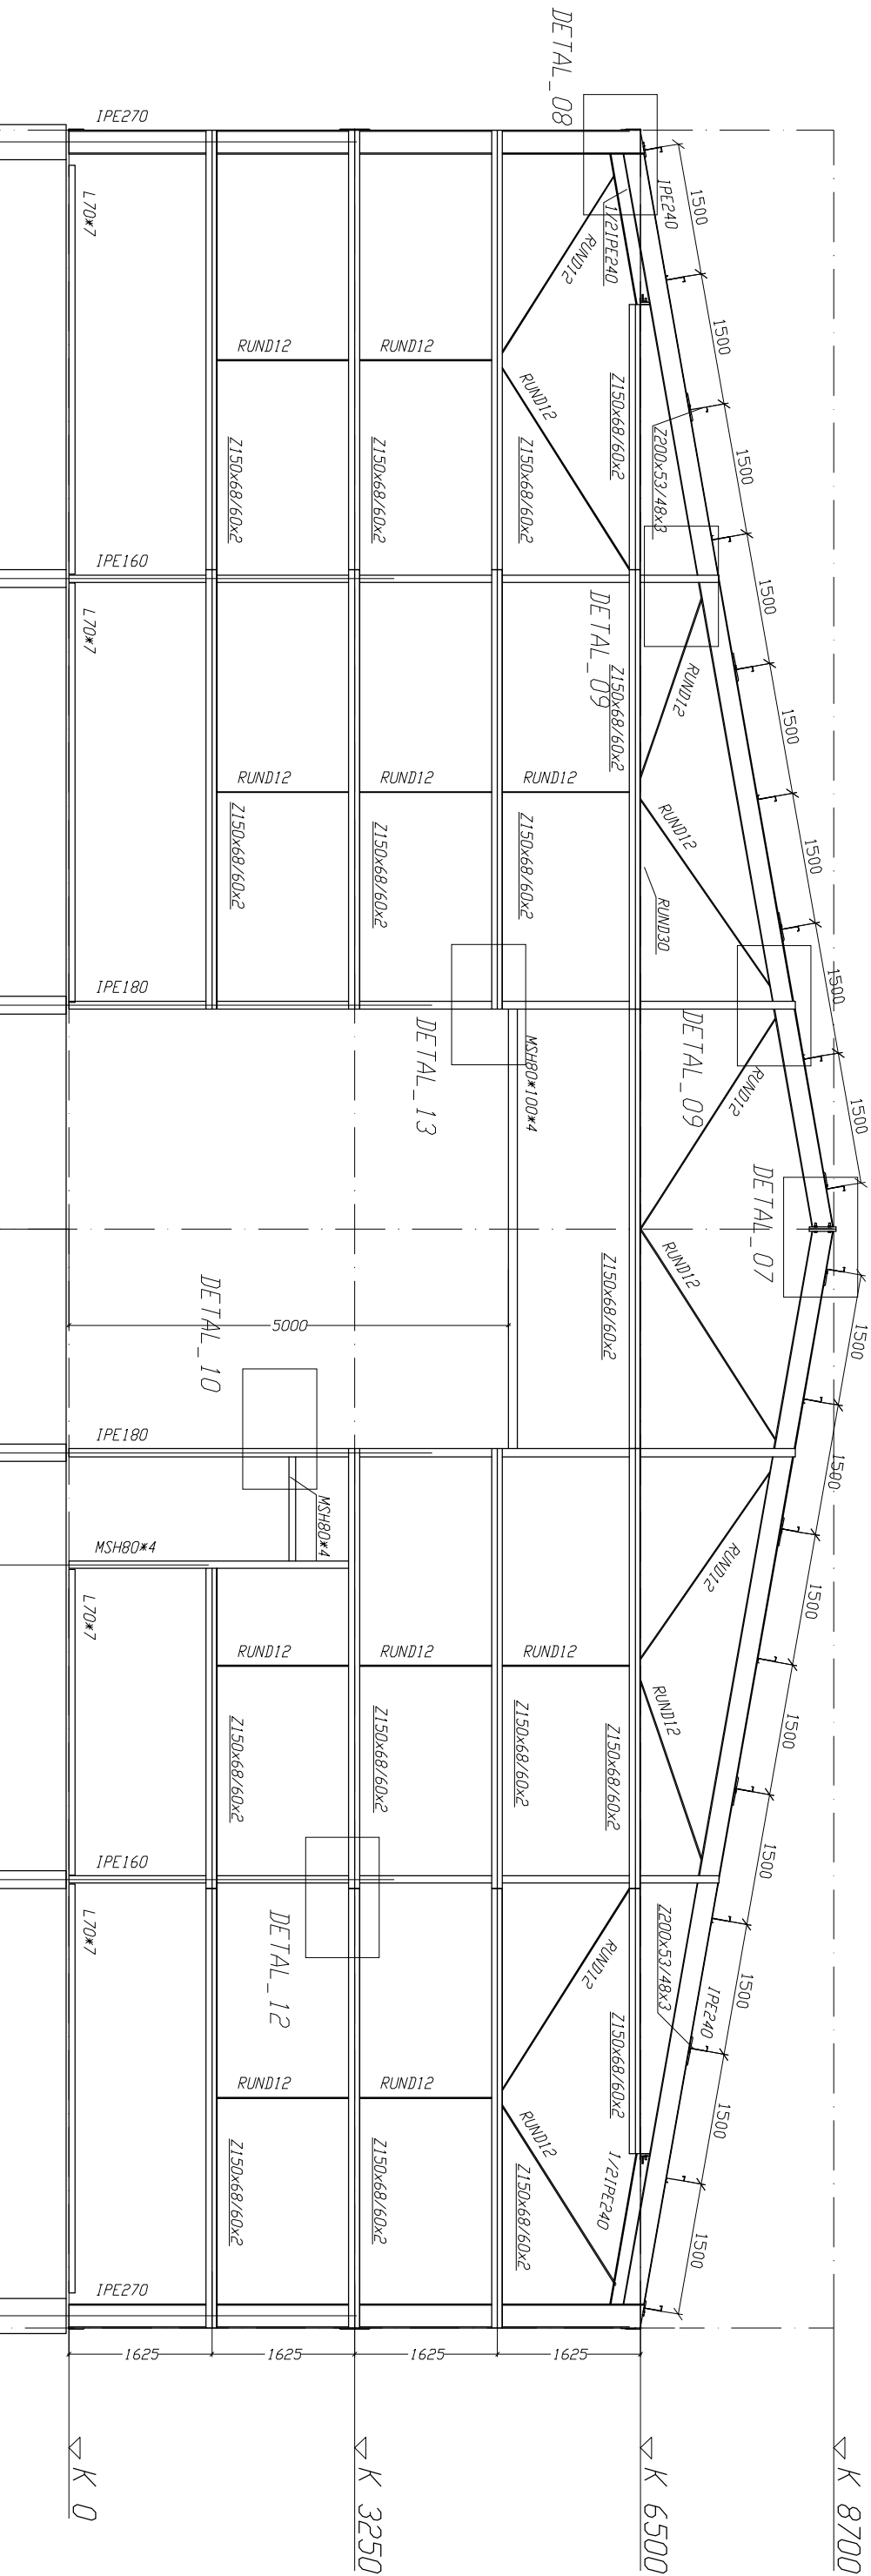 DETAL_08
IPE270
L70*7
1500
IPE240
1/2IPE240
RUND12
1500
RUND12
RUND12
RUND12
Z150x68/60x2
1500
Z200x53/48x3
Z150x68/60x2
Z150x68/60x2
Z150x68/60x2
1500
IPE160
L70*7
DETAL_09
1500
RUND12
Z150x68/60x2
1500
RUND12
RUND12
RUND12
RUND12
Z150x68/60x2
Z150x68/60x2
Z150x68/60x2
1500
RUND30
1500
IPE180
DETAL_13
MSH80*100*4
DETAL_09
RUND12
1500
DETAL_07
RUND12
Z150x68/60x2
DETAL_10
5000
1500
IPE180
1500
MSH80*4
MSH80*4
RUND12
1500
L70*7
RUND12
RUND12
RUND12
RUND12
1500
Z150x68/60x2
Z150x68/60x2
Z150x68/60x2
Z150x68/60x2
1500
IPE160
L70*7
DETAL_12
RUND12
Z200x53/48x3
1500
IPE240
Z150x68/60x2
RUND12
RUND12
RUND12
1500
1/2IPE240
Z150x68/60x2
Z150x68/60x2
Z150x68/60x2
1500
IPE270
1625
1625
1625
1625
K 0
K 3250
K 6500
K 8700